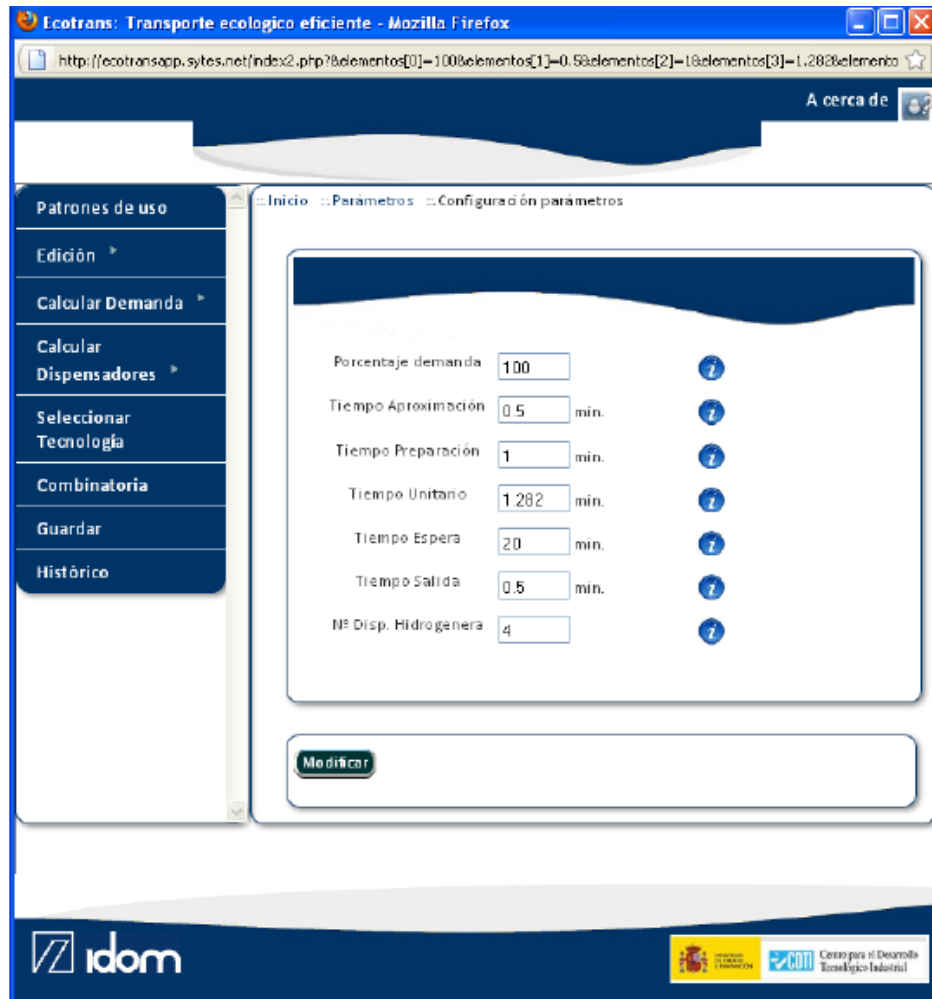 Ecotrans: Transporte ecologico eficiente - Mozilla Firefox
http://ecotransapp.sytes.net/index2.php?&elementos[0]=100&elementos[1]=0.5&elementos[2]=1&elementos[3]=1.282&elemento
A cerca de
Patrones de uso
Edición
Calcular Demanda
Calcular
Dispensadores
Seleccionar
Tecnología
Combinatoria
Guardar
Histórico
::Inicio ::Parámetros ::Configuración parámetros
Porcentaje demanda 100
Tiempo Aproximación 0.5 min.
Tiempo Preparación 1 min.
Tiempo Unitario 1.282 min.
Tiempo Espera 20 min.
Tiempo Salida 0.5 min.
Nº Disp. Hidrogenera 4
Modificar
idom
CDTI
Centro para el Desarrollo
Tecnológico Industrial